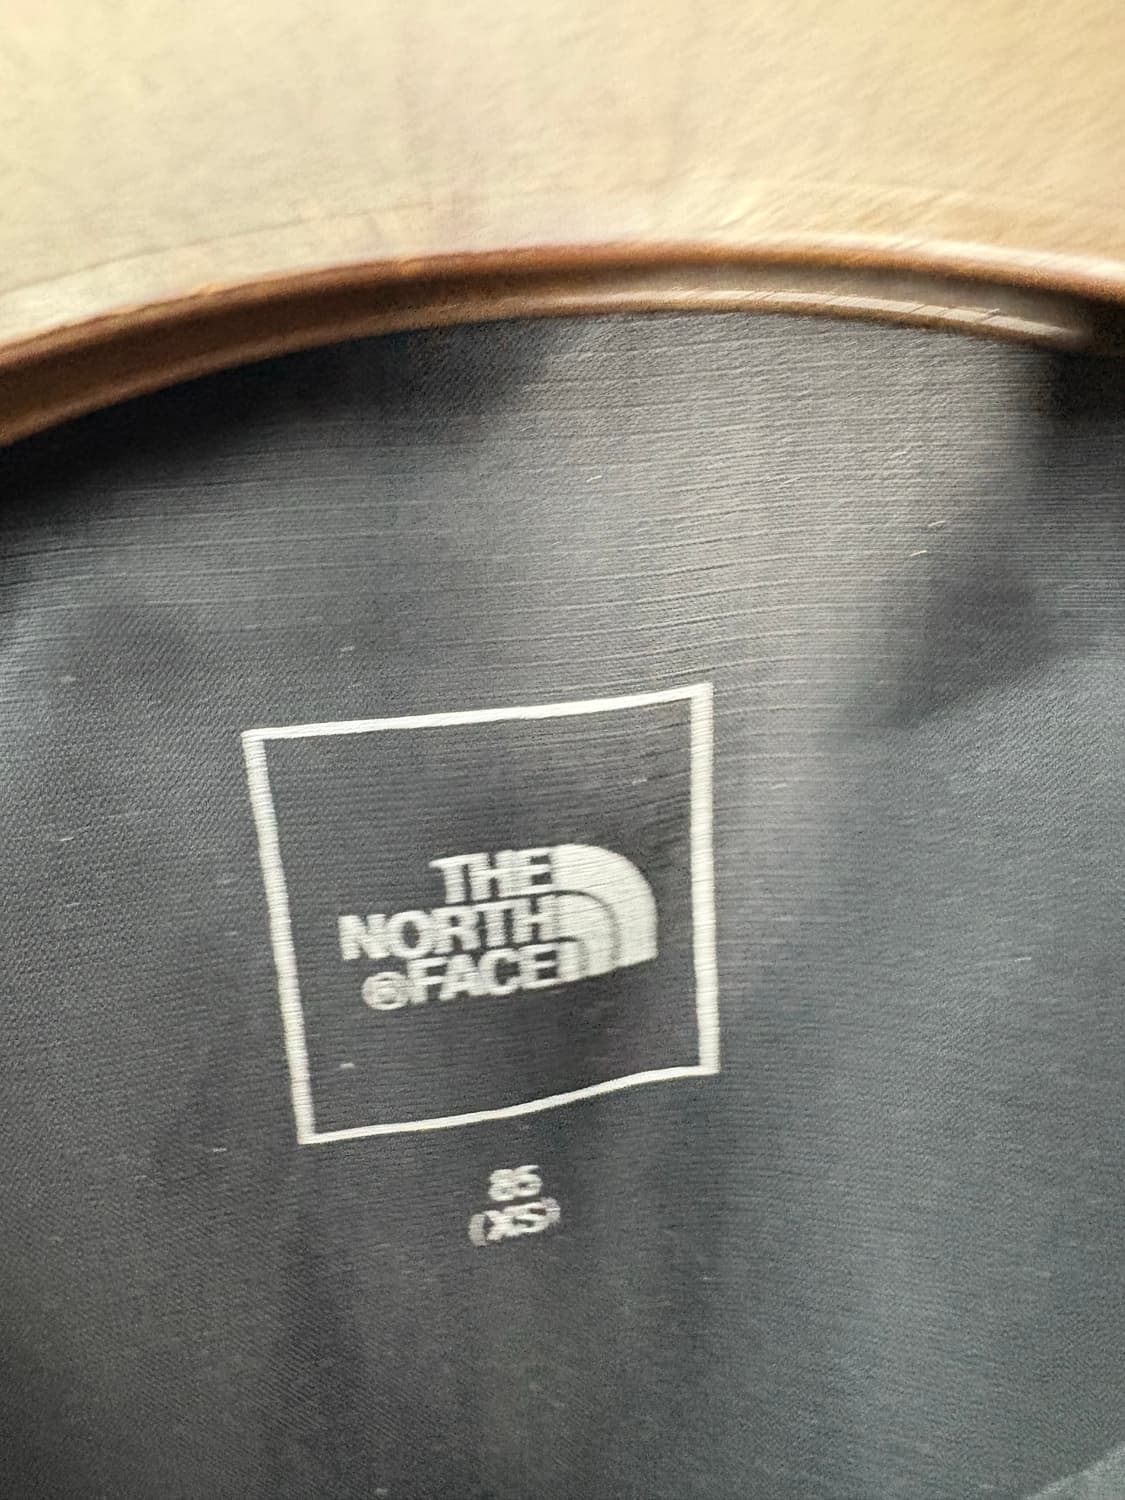 THE
NORTH
®FACE
85
(XS)